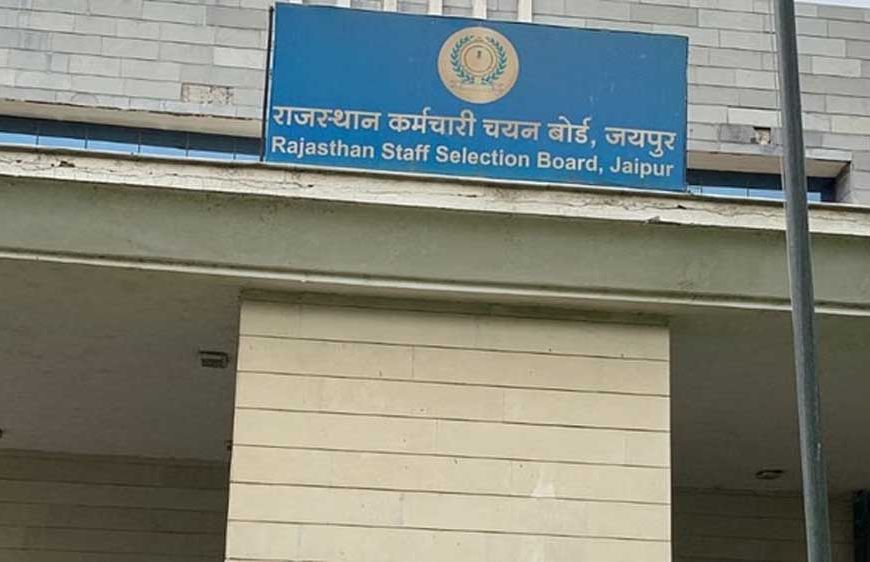 राजस्थान कर्मचारी चयन बोर्ड, जयपुर
Rajasthan Staff Selection Board, Jaipur